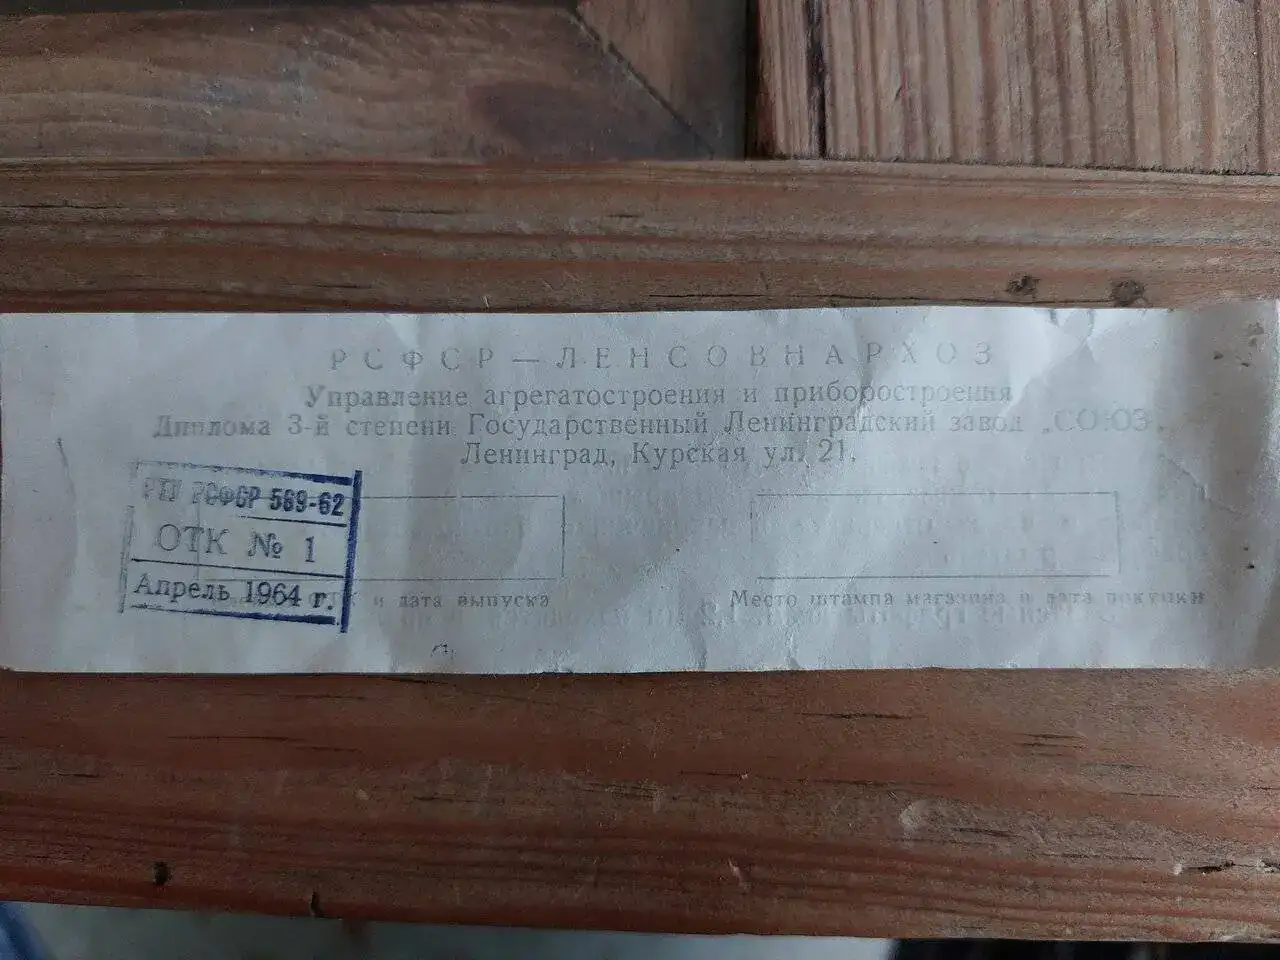 РСФСР — ЛЕНСОВНАРХОЗ
Управление агрегатостроения и приборостроения
Диплома 3-й степени Государственный Ленинградский завод „СОЮЗ„
Ленинград, Курская ул. 21.
РТУ РСФСР 569-62
ОТК № 1
Апрель 1964 г.
и дата выпуска
Место штампа магазина и дата покупки